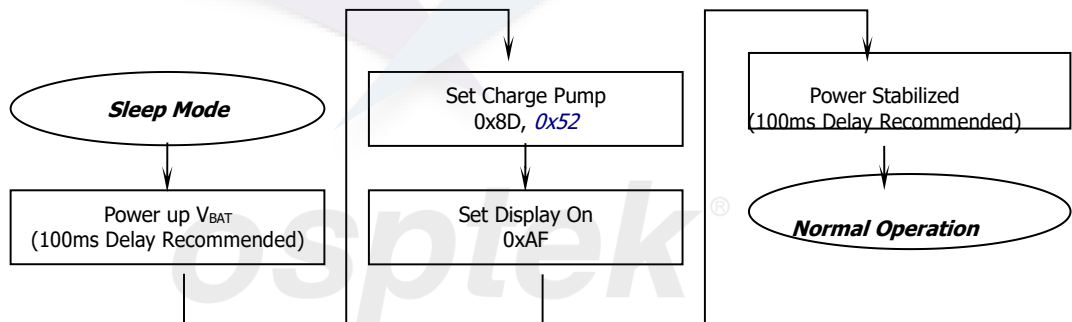 Sleep Mode
Power up VBAT
(100ms Delay Recommended)
Set Charge Pump
0x8D, 0x52
Set Display On
0xAF
Power Stabilized
(100ms Delay Recommended)
Normal Operation
osptek®